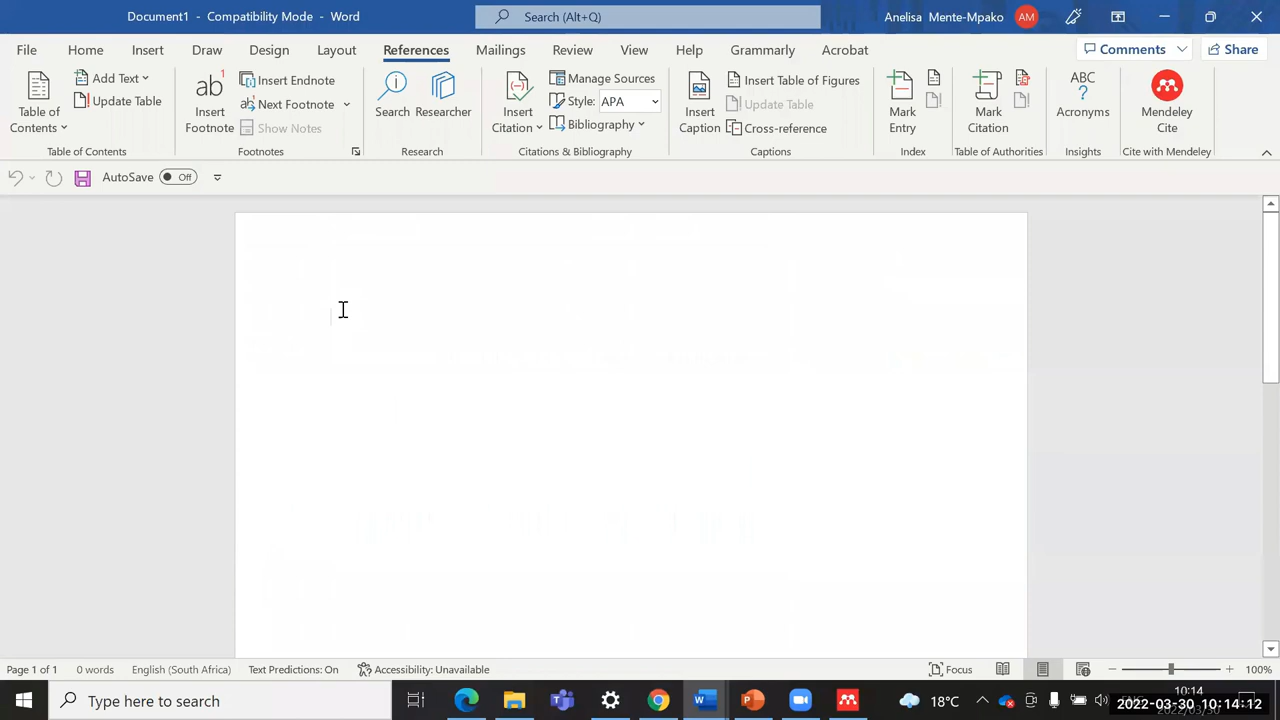 Document1 - Compatibility Mode - Word
Search (Alt+Q)
Anelisa Mente-Mpako
AM
File
Home
Insert
Draw
Design
Layout
References
Mailings
Review
View
Help
Grammarly
Acrobat
Comments
Share
Table of Contents
Add Text
Update Table
Table of Contents
ab 1
Insert Footnote
Insert Endnote
Next Footnote
Show Notes
Footnotes
Search
Researcher
Research
Insert Citation
Manage Sources
Style: APA
Bibliography
Citations & Bibliography
Insert Caption
Insert Table of Figures
Update Table
Cross-reference
Captions
Mark Entry
Index
Mark Citation
Table of Authorities
ABC
?
Acronyms
Insights
Mendeley Cite
Cite with Mendeley
AutoSave Off
Page 1 of 1
0 words
English (South Africa)
Text Predictions: On
Accessibility: Unavailable
Focus
100%
Type here to search
18°C
10:14
2022-03-30 10:14:12